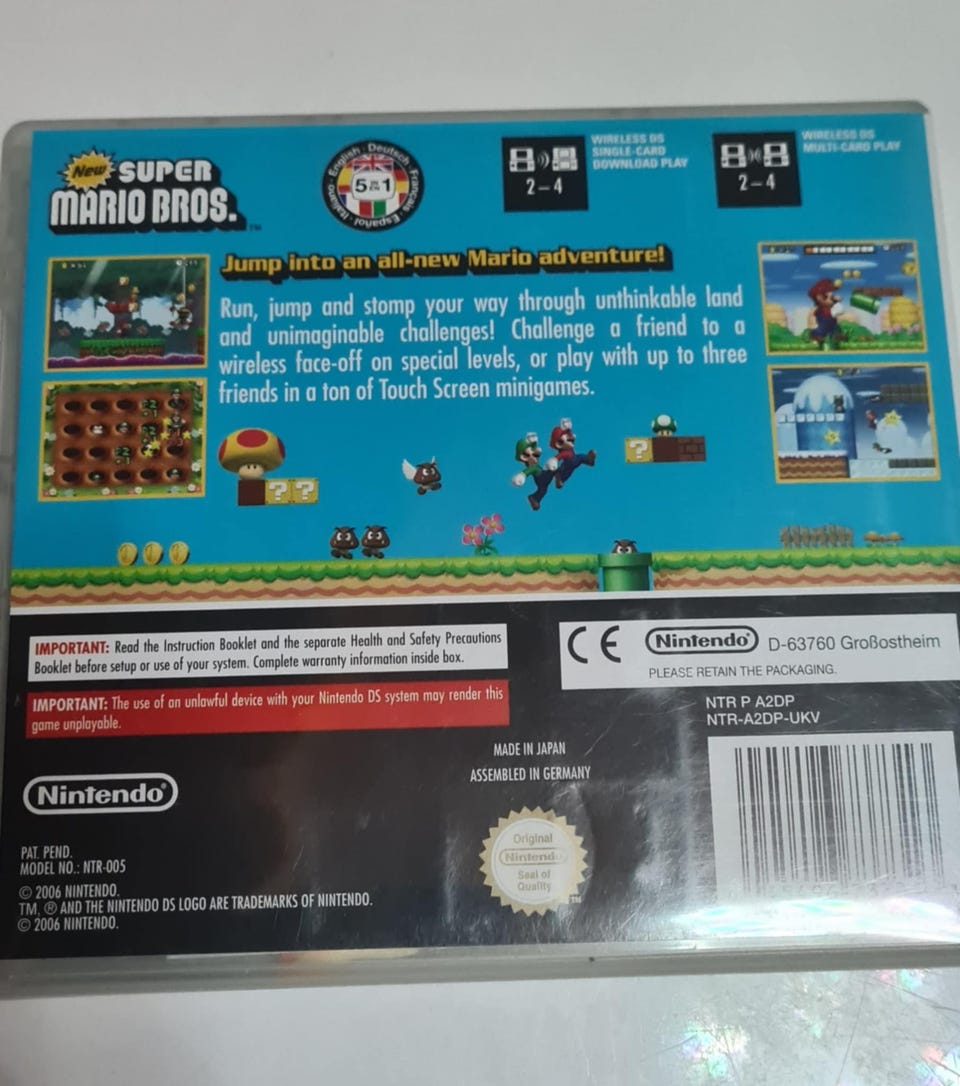 New SUPER
MARIO BROS.™
English · Deutsch · Français · Español · Italiano
5 IN EN 1
WIRELESS DS
SINGLE-CARD
DOWNLOAD PLAY
2–4
WIRELESS DS
MULTI-CARD PLAY
2–4
Jump into an all-new Mario adventure!
Run, jump and stomp your way through unthinkable land
and unimaginable challenges! Challenge a friend to a
wireless face-off on special levels, or play with up to three
friends in a ton of Touch Screen minigames.
IMPORTANT: Read the Instruction Booklet and the separate Health and Safety Precautions
Booklet before setup or use of your system. Complete warranty information inside box.
IMPORTANT: The use of an unlawful device with your Nintendo DS system may render this
game unplayable.
CE Nintendo® D-63760 Großostheim
PLEASE RETAIN THE PACKAGING.
NTR P A2DP
NTR-A2DP-UKV
MADE IN JAPAN
ASSEMBLED IN GERMANY
Nintendo®
Original
Nintendo
Seal of
Quality
TM
PAT. PEND.
MODEL NO.: NTR-005
© 2006 NINTENDO.
TM, ® AND THE NINTENDO DS LOGO ARE TRADEMARKS OF NINTENDO.
© 2006 NINTENDO.